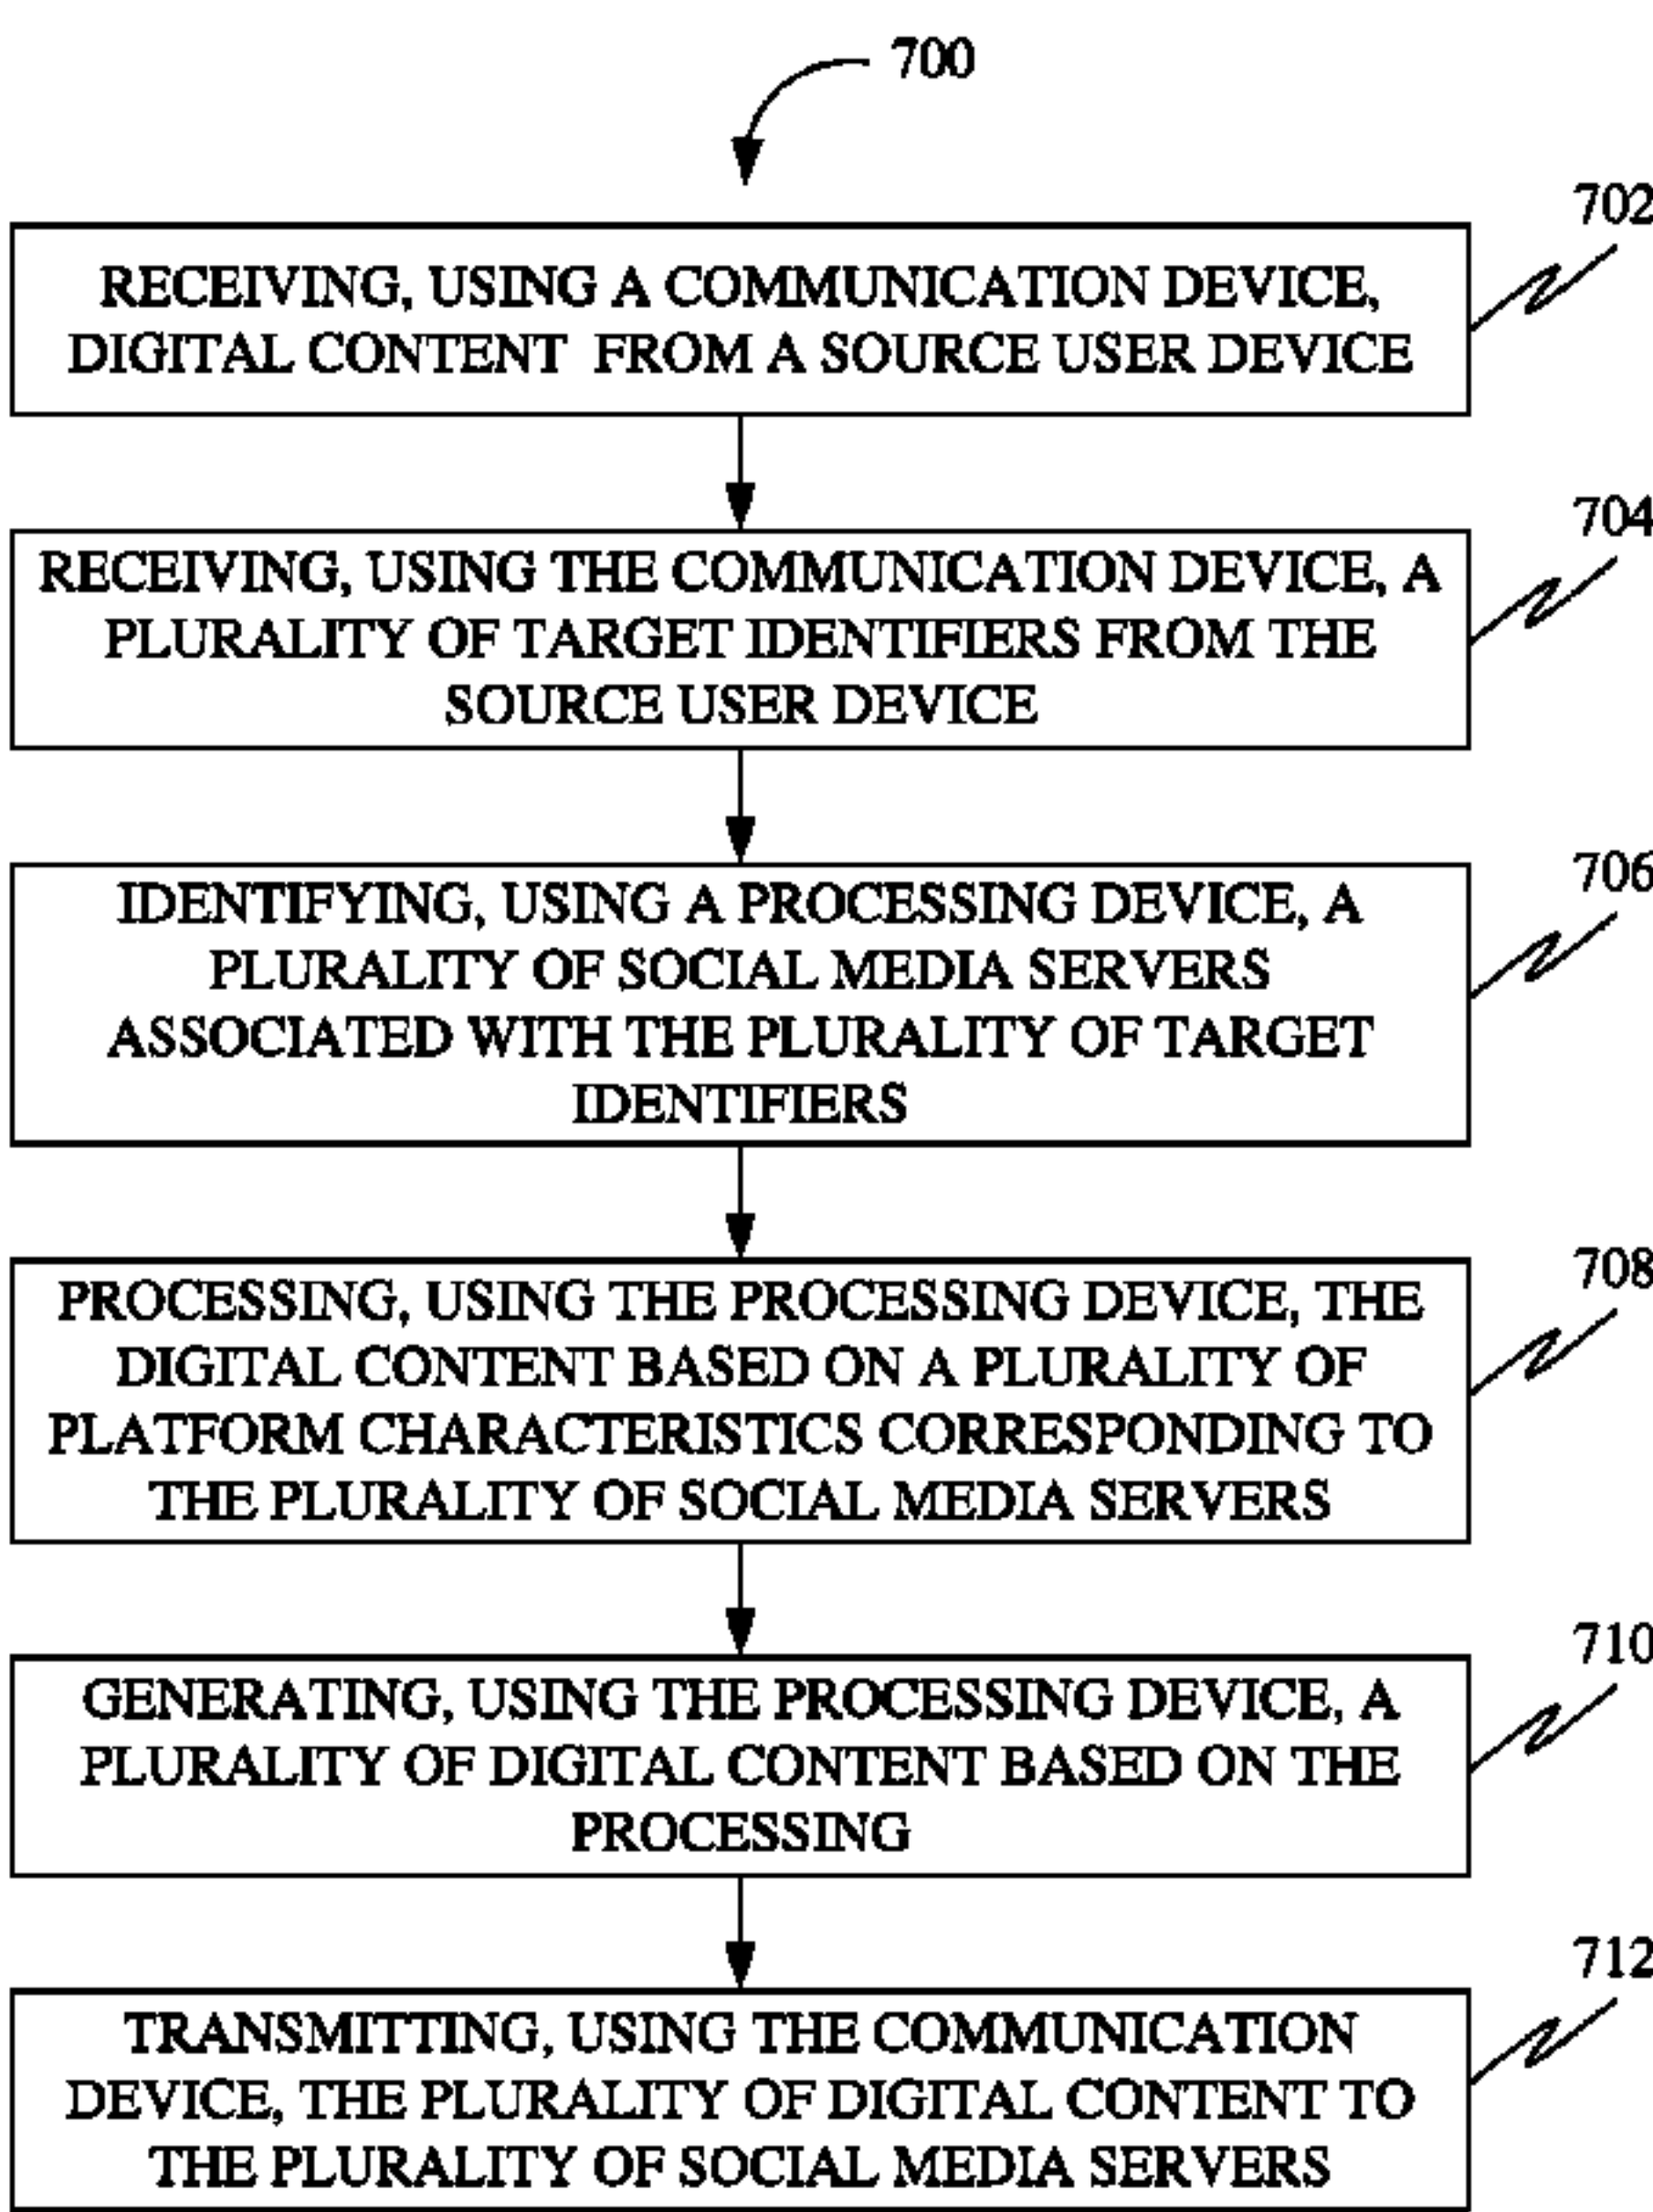 700
702
RECEIVING, USING A COMMUNICATION DEVICE,
DIGITAL CONTENT FROM A SOURCE USER DEVICE
704
RECEIVING, USING THE COMMUNICATION DEVICE, A
PLURALITY OF TARGET IDENTIFIERS FROM THE
SOURCE USER DEVICE
706
IDENTIFYING, USING A PROCESSING DEVICE, A
PLURALITY OF SOCIAL MEDIA SERVERS
ASSOCIATED WITH THE PLURALITY OF TARGET
IDENTIFIERS
708
PROCESSING, USING THE PROCESSING DEVICE, THE
DIGITAL CONTENT BASED ON A PLURALITY OF
PLATFORM CHARACTERISTICS CORRESPONDING TO
THE PLURALITY OF SOCIAL MEDIA SERVERS
710
GENERATING, USING THE PROCESSING DEVICE, A
PLURALITY OF DIGITAL CONTENT BASED ON THE
PROCESSING
712
TRANSMITTING, USING THE COMMUNICATION
DEVICE, THE PLURALITY OF DIGITAL CONTENT TO
THE PLURALITY OF SOCIAL MEDIA SERVERS